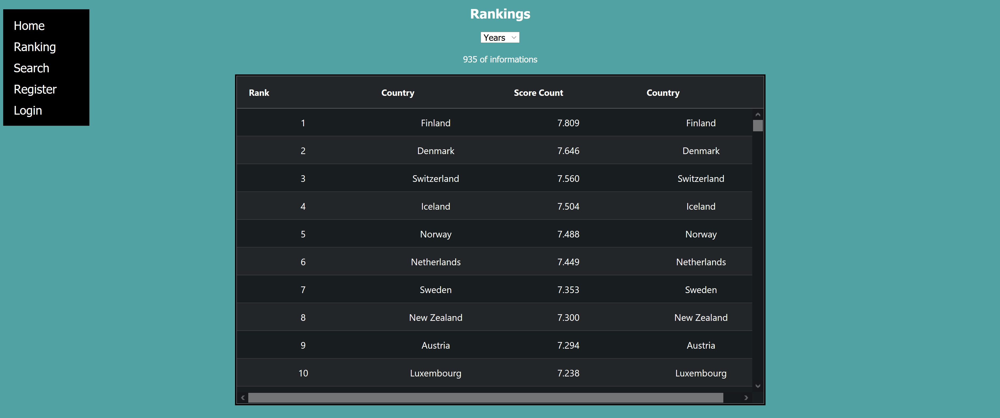 Home
Ranking
Search
Register
Login
Rankings
Years
935 of informations
Rank Country Score Count Country
1 Finland 7.809 Finland
2 Denmark 7.646 Denmark
3 Switzerland 7.560 Switzerland
4 Iceland 7.504 Iceland
5 Norway 7.488 Norway
6 Netherlands 7.449 Netherlands
7 Sweden 7.353 Sweden
8 New Zealand 7.300 New Zealand
9 Austria 7.294 Austria
10 Luxembourg 7.238 Luxembourg